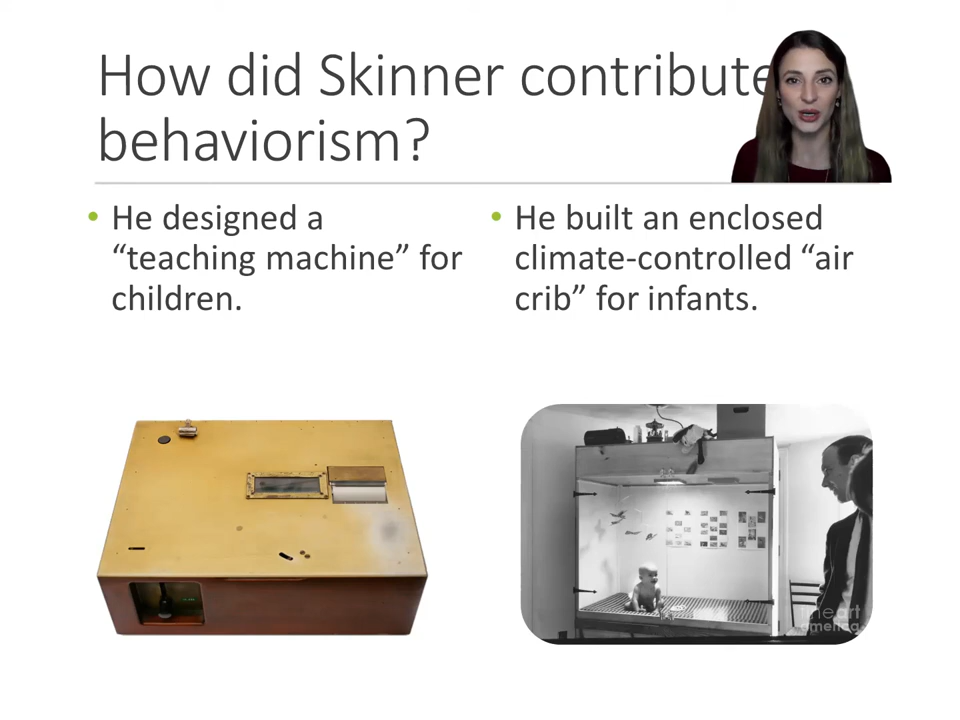 How did Skinner contribute
behaviorism?
• He designed a
“teaching machine” for
children.
• He built an enclosed
climate-controlled “air
crib” for infants.
america